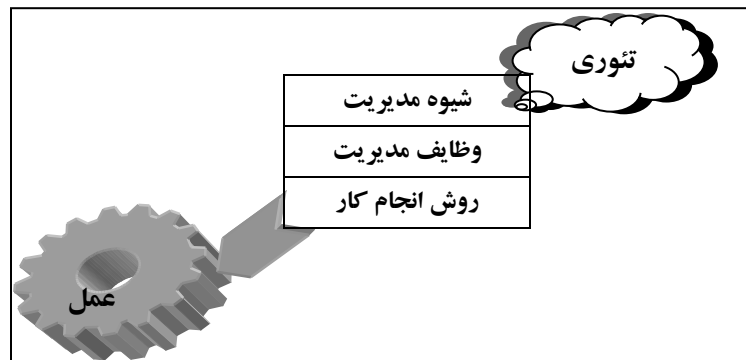 تئوری
شیوه مدیریت
وظایف مدیریت
روش انجام کار
عمل